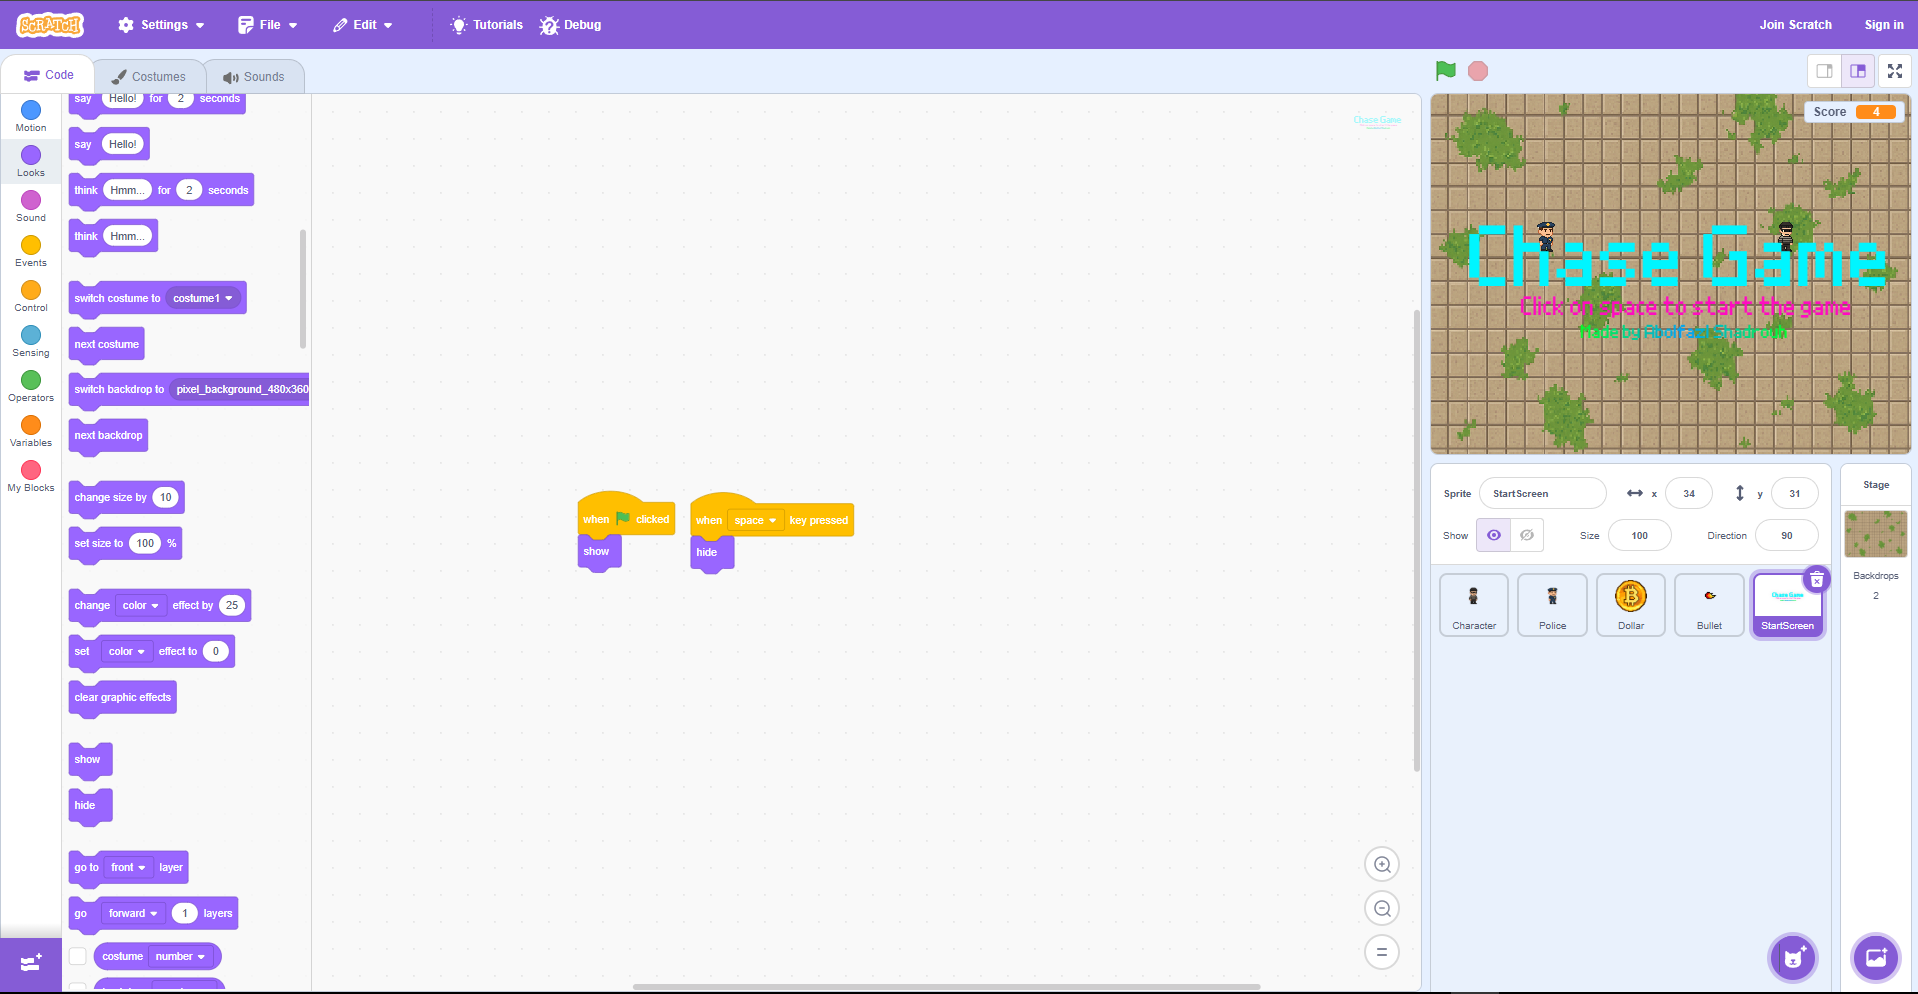 SCRATCH Settings File Edit Tutorials Debug Join Scratch Sign in
Code Costumes Sounds
Motion
Looks
Sound
Events
Control
Sensing
Operators
Variables
My Blocks
say Hello! for 2 seconds
say Hello!
think Hmm... for 2 seconds
think Hmm...
switch costume to costume1
next costume
switch backdrop to pixel_background_480x360
next backdrop
change size by 10
set size to 100 %
change color effect by 25
set color effect to 0
clear graphic effects
show
hide
go to front layer
go forward 1 layers
costume number
when clicked
show
when space key pressed
hide
Chase Game
Score 4
Chase Game
Click on space to start the game
Made by Abolfazl Shadrouh
Sprite StartScreen x 34 y 31
Show Size 100 Direction 90
Character Police Dollar Bullet StartScreen
Chase Game
Stage
Backdrops
2